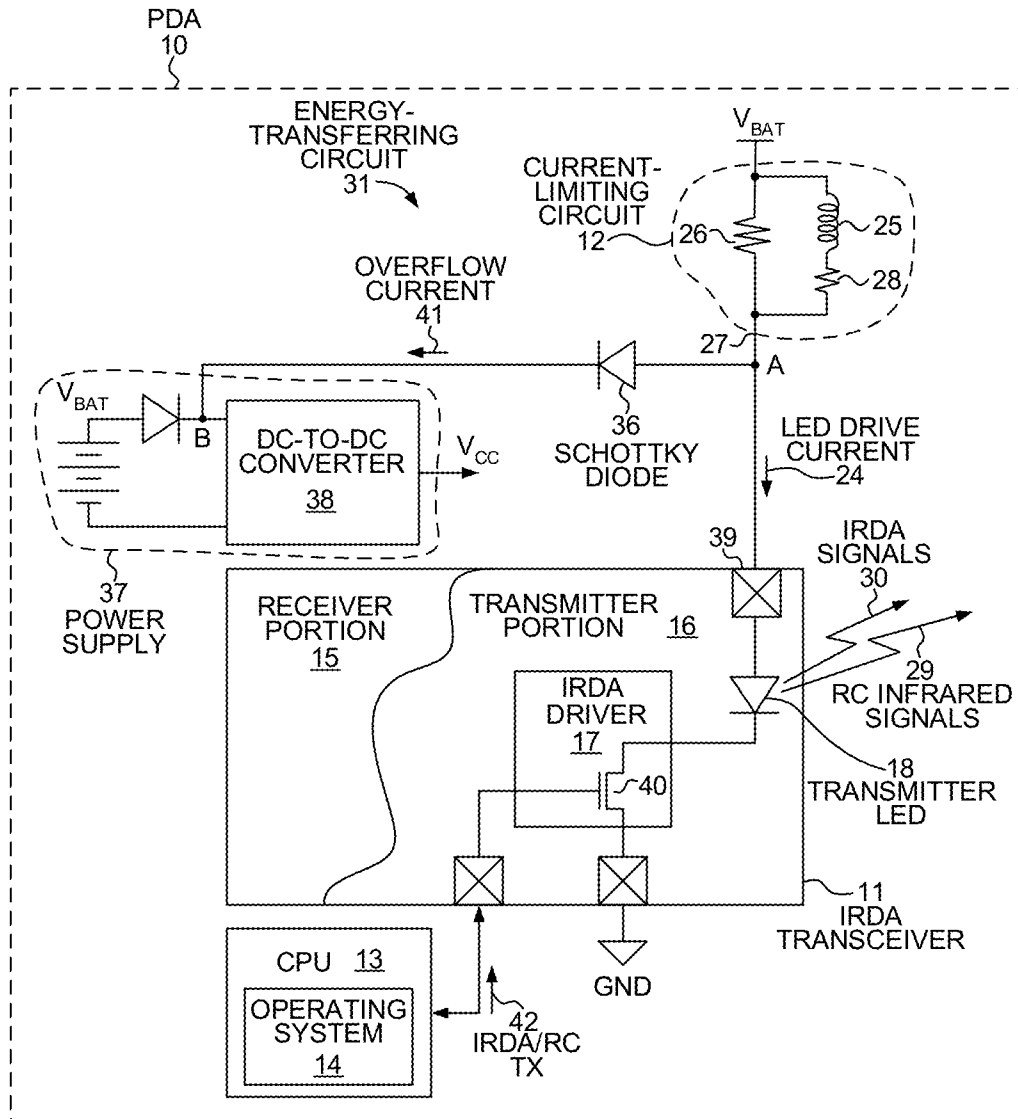 PDA
10
ENERGY-
TRANSFERRING
CIRCUIT
31
VBAT
CURRENT-
LIMITING
CIRCUIT
12
26
25
28
27
OVERFLOW
CURRENT
41
A
36
SCHOTTKY
DIODE
VBAT
B
DC-TO-DC
CONVERTER
38
VCC
37
POWER
SUPPLY
LED DRIVE
CURRENT
24
39
IRDA
SIGNALS
30
29
RC INFRARED
SIGNALS
RECEIVER
PORTION
15
TRANSMITTER
PORTION
16
IRDA
DRIVER
17
40
18
TRANSMITTER
LED
11
IRDA
TRANSCEIVER
GND
CPU 13
OPERATING
SYSTEM
14
42
IRDA/RC
TX